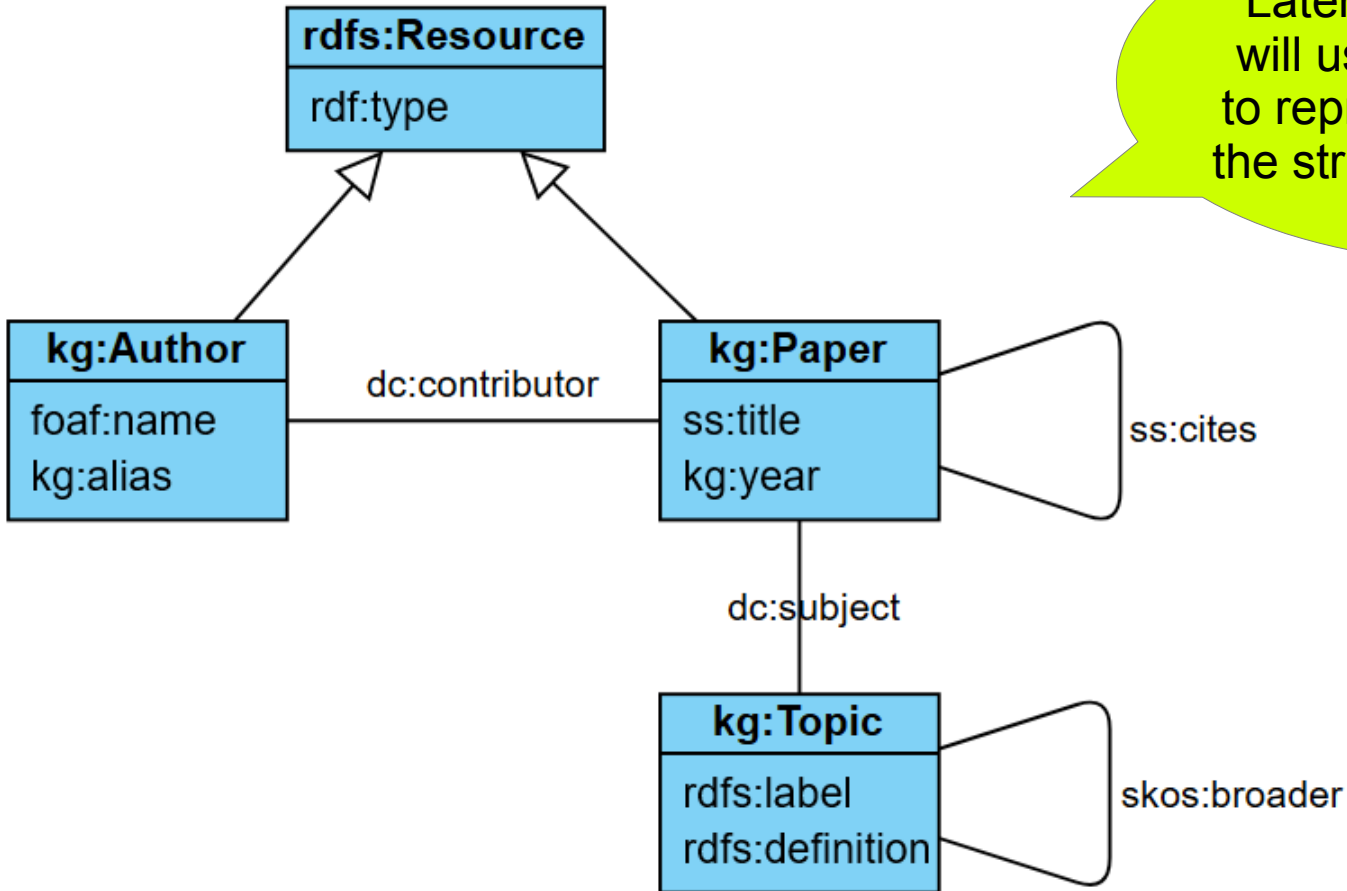 rdfs:Resource
rdf:type
Later
will us
to rep
the str
kg:Author
foaf:name
kg:alias
dc:contributor
kg:Paper
ss:title
kg:year
ss:cites
dc:subject
kg:Topic
rdfs:label
rdfs:definition
skos:broader